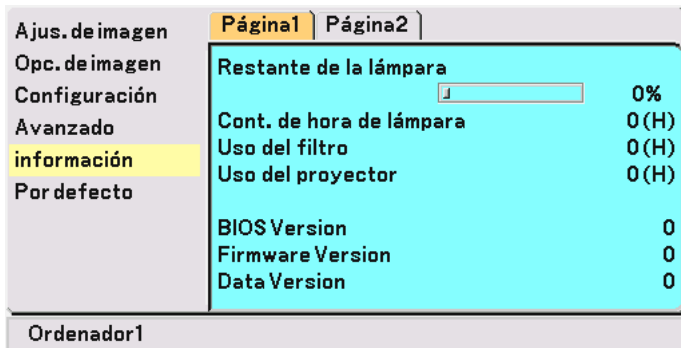 Ajus. de imagen
Opc. de imagen
Configuración
Avanzado
información
Por defecto
Página1 Página2
Restante de la lámpara
0%
Cont. de hora de lámpara 0 (H)
Uso del filtro 0 (H)
Uso del proyector 0 (H)
BIOS Version 0
Firmware Version 0
Data Version 0
Ordenador1